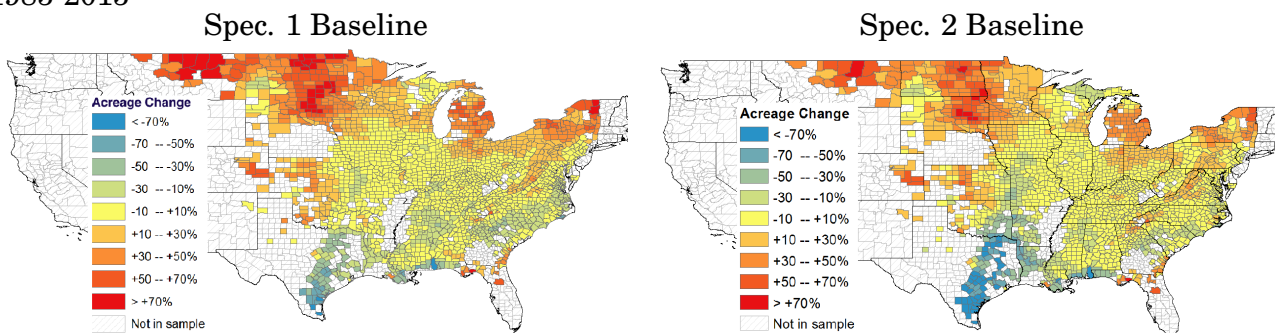 1983-2013
Spec. 1 Baseline
Spec. 2 Baseline
Acreage Change
< -70%
-70 -- -50%
-50 -- -30%
-30 -- -10%
-10 -- +10%
+10 -- +30%
+30 -- +50%
+50 -- +70%
> +70%
Not in sample
Acreage Change
< -70%
-70 -- -50%
-50 -- -30%
-30 -- -10%
-10 -- +10%
+10 -- +30%
+30 -- +50%
+50 -- +70%
> +70%
Not in sample